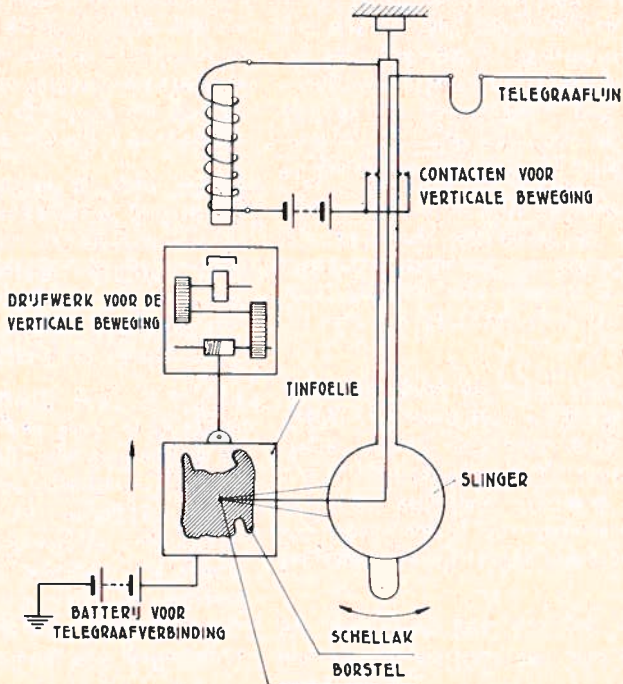 TELEGRAAFLIJN
CONTACTEN VOOR
VERTICALE BEWEGING
DRIJFWERK VOOR DE
VERTICALE BEWEGING
TINFOELIE
SLINGER
BATTERIJ VOOR
TELEGRAAFVERBINDING
SCHELLAK
BORSTEL